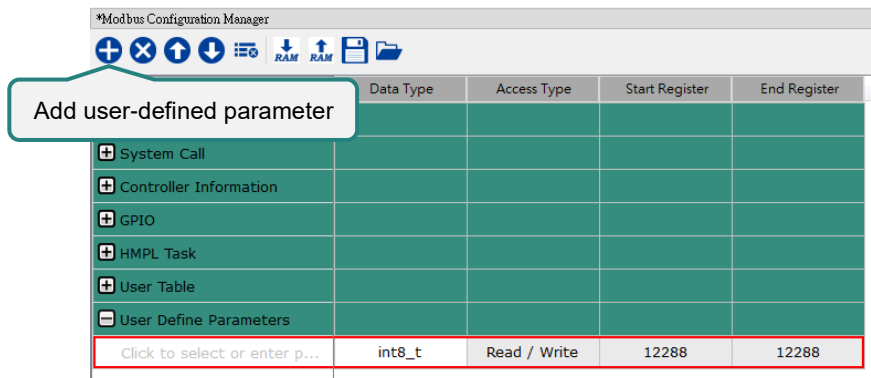 *Modbus Configuration Manager
RAM RAM
Add user-defined parameter
Data Type Access Type Start Register End Register
System Call
Controller Information
GPIO
HMPL Task
User Table
User Define Parameters
Click to select or enter p... int8_t Read / Write 12288 12288